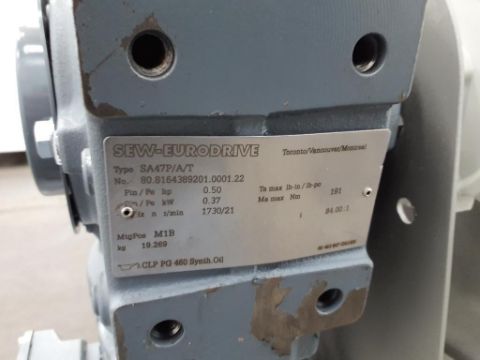 SEW-EURODRIVE Toronto/Vancouver/Montreal
Type SA47P/A/T
No. 80.8164389201.0001.22
Pin / Pe hp 0.50 Ta max lb-in / lb-po 191
Pin / Pe kW 0.37 Ma max Nm
n r/min 1730/21 i 84.00:1
MtgPos M1B
kg 19.269
CLP PG 460 Synth. Oil